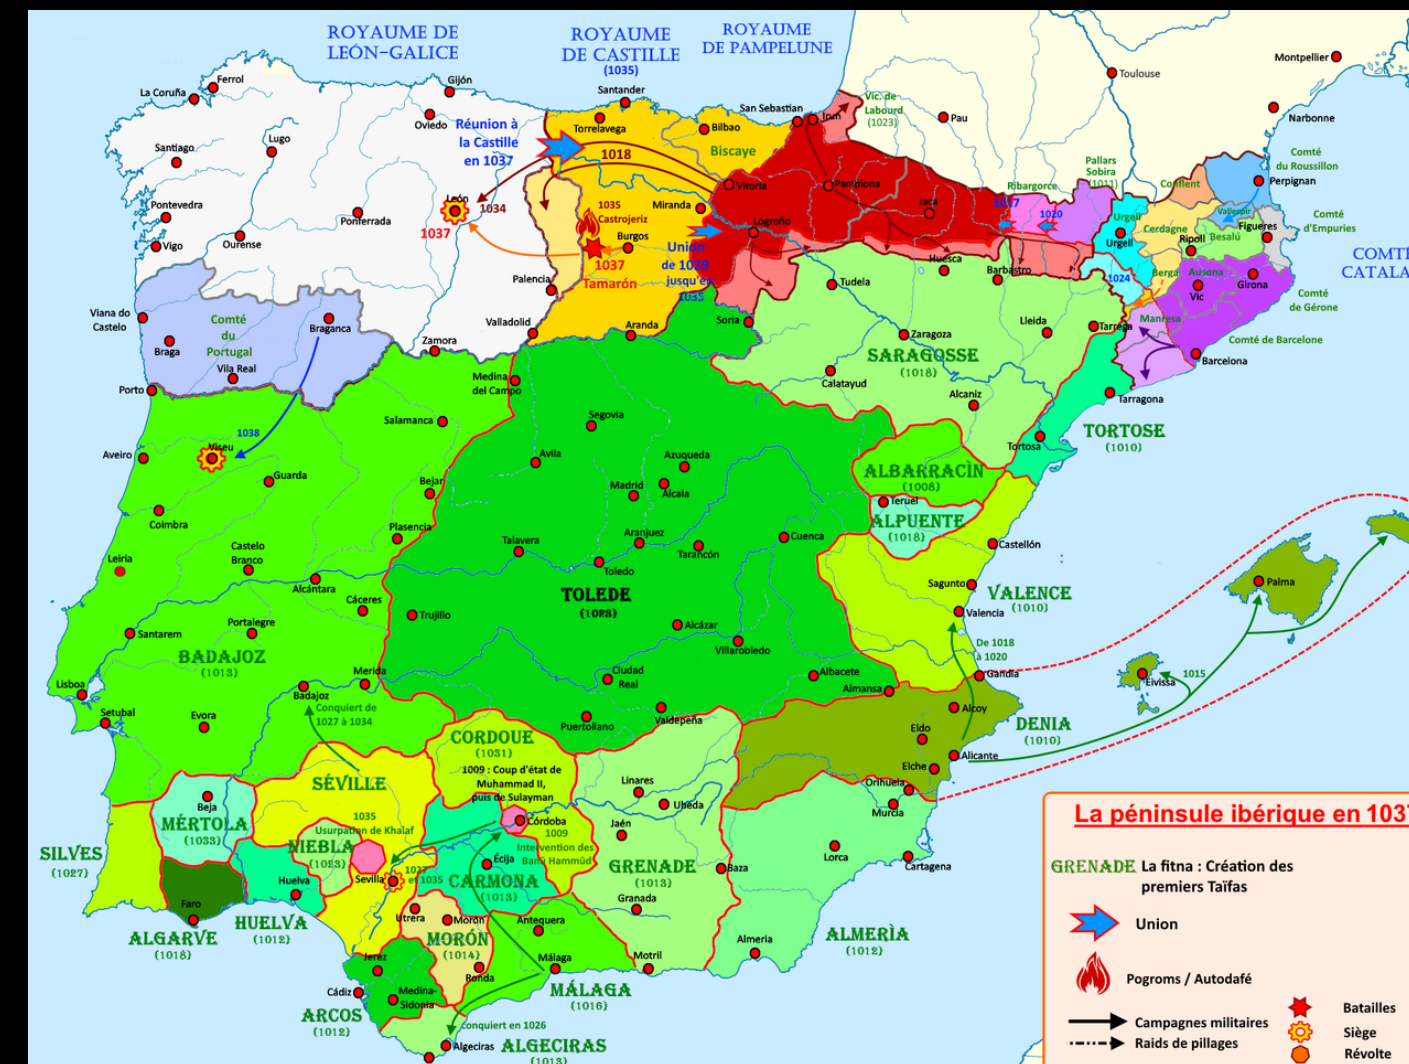 ROYAUME DE
LEÓN-GALICE
ROYAUME
DE CASTILLE
(1035)
ROYAUME
DE PAMPELUNE
Montpellier
Toulouse
Narbonne
Pau
Vic. de
Labourd
(1023)
Ferrol
La Coruña
Gijón
Oviedo
Lugo
Santiago
Santander
Torrelavega
Bilbao
Biscaye
San Sebastian
Irun
Réunion à
la Castille
en 1037
1018
Vitoria
Pamplona
Jaca
Ribargorce
1017
1020
Pallars
Sobira
(1011)
Conflent
Comté
du Roussillon
Perpignan
Vallespir
Comté
d'Empuries
Figueres
Besalú
Ripoll
Cerdagne
Urgell
Urgell
1024
Berga
Ausona
Vic
Girona
Comté
de Gérone
COMTÉ
CATALA
Manresa
Comté de Barcelone
Barcelona
Pontevedra
Vigo
Ourense
Ponferrada
León
1034
1037
1035
Castrojeriz
Burgos
1037
Tamarón
Miranda
Logroño
Union
de 1029
jusqu'en
1035
Palencia
Valladolid
Aranda
Soria
Tudela
Huesca
Barbastro
Zaragoza
SARAGOSSE
(1018)
Lleida
Tarrega
Calatayud
Alcaniz
Tarragona
TORTOSE
(1010)
Tortosa
Viana do
Castelo
Braga
Comté
du
Portugal
Vila Real
Braganca
Zamora
Porto
Medina
del Campo
Salamanca
Segovia
Avila
Azuqueda
Madrid
Alcala
Aveiro
1038
Viseu
Guarda
Bejar
Coimbra
Plasencia
Leiria
Castelo
Branco
Alcántara
Cáceres
Talavera
Aranjuez
Tarancón
Toledo
Cuenca
TOLEDE
(1023)
Trujillo
ALBARRACÌN
(1008)
Teruel
ALPUENTE
(1018)
Castellón
Sagunto
VALENCE
(1010)
Valencia
De 1018
à 1020
Palma
Portalegre
Santarem
BADAJOZ
(1013)
Alcázar
Villarobledo
Ciudad
Real
Albacete
Almansa
Gandia
Eivissa
1015
Lisboa
Setubal
Evora
Badajoz
Merida
Conquiert de
1027 à 1034
Puertollano
Valdepeña
Alcoy
DENIA
(1010)
Eldo
Elche
Alicante
Orihuela
Murcia
CORDOUE
(1031)
1009 : Coup d'état de
Muhammad II,
puis de Sulayman
SÉVILLE
Linares
Ubeda
Jaén
Beja
MÉRTOLA
(1033)
1035
Usurpation de Khalaf
NIEBLA
(1023)
Córdoba
1009
Intervention des
Banû Hammûd
Écija
Sevilla
1027
et 1035
CARMONA
(1013)
GRENADE
(1013)
Baza
Lorca
Cartagena
SILVES
(1027)
Faro
Huelva
HUELVA
(1012)
ALGARVE
(1018)
Utrera
Morón
MORÓN
(1014)
Antequera
Granada
Ronda
Málaga
Motril
Almeria
ALMERÌA
(1012)
Jerez
Cádiz
Medina-
Sidonia
ARCOS
(1012)
MÁLAGA
(1016)
conquiert en 1026
Algeciras
ALGECIRAS
(1013)
La péninsule ibérique en 1037
GRENADE La fitna : Création des
premiers Taïfas
Union
Pogroms / Autodafé
Campagnes militaires
Raids de pillages
Batailles
Siège
Révolte